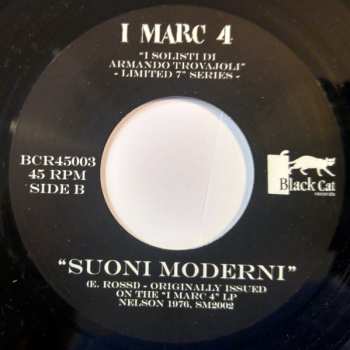 I MARC 4
"I SOLISTI DI
ARMANDO TROVAJOLI"
- LIMITED 7" SERIES -
BCR45003
45 RPM
SIDE B
Black Cat
records
"SUONI MODERNI"
(E. ROSSI) - ORIGINALLY ISSUED
ON THE "I MARC 4" LP
NELSON 1976, SM2002